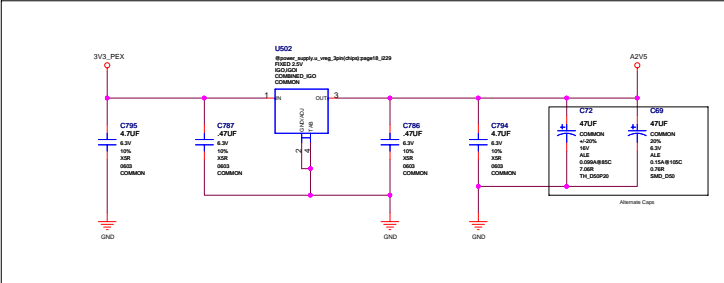 3V3_PEX
U502
@power_supply.u_vreg_3pin(chips):page18_i229
FIXED 2.5V
IGO,IGOI
COMBINED_IGO
COMMON
A2V5
1
IN
OUT
3
GND/ADJ
TAB
2
4
C795
4.7UF
6.3V
10%
X5R
0603
COMMON
C787
.47UF
6.3V
10%
X5R
0603
COMMON
C786
.47UF
6.3V
10%
X5R
0603
COMMON
C794
4.7UF
6.3V
10%
X5R
0603
COMMON
C72
47UF
COMMON
+/-20%
16V
ALE
0.099A@85C
7.06R
TH_D50P20
C69
47UF
COMMON
20%
6.3V
ALE
0.15A@105C
0.76R
SMD_D50
Alternate Caps
GND
GND
GND